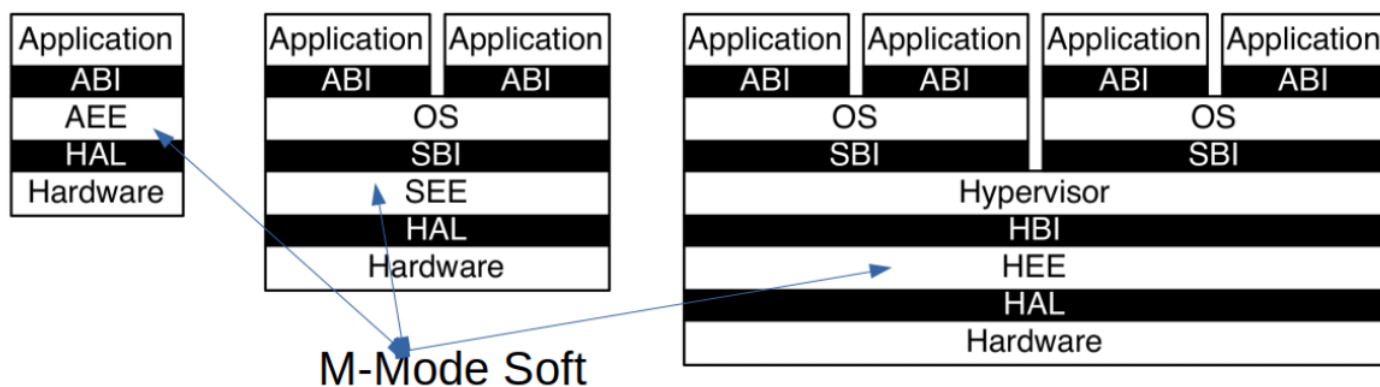 Application
ABI
AEE
HAL
Hardware
Application Application
ABI ABI
OS
SBI
SEE
HAL
Hardware
Application Application Application Application
ABI ABI ABI ABI
OS OS
SBI SBI
Hypervisor
HBI
HEE
HAL
Hardware
M-Mode Soft